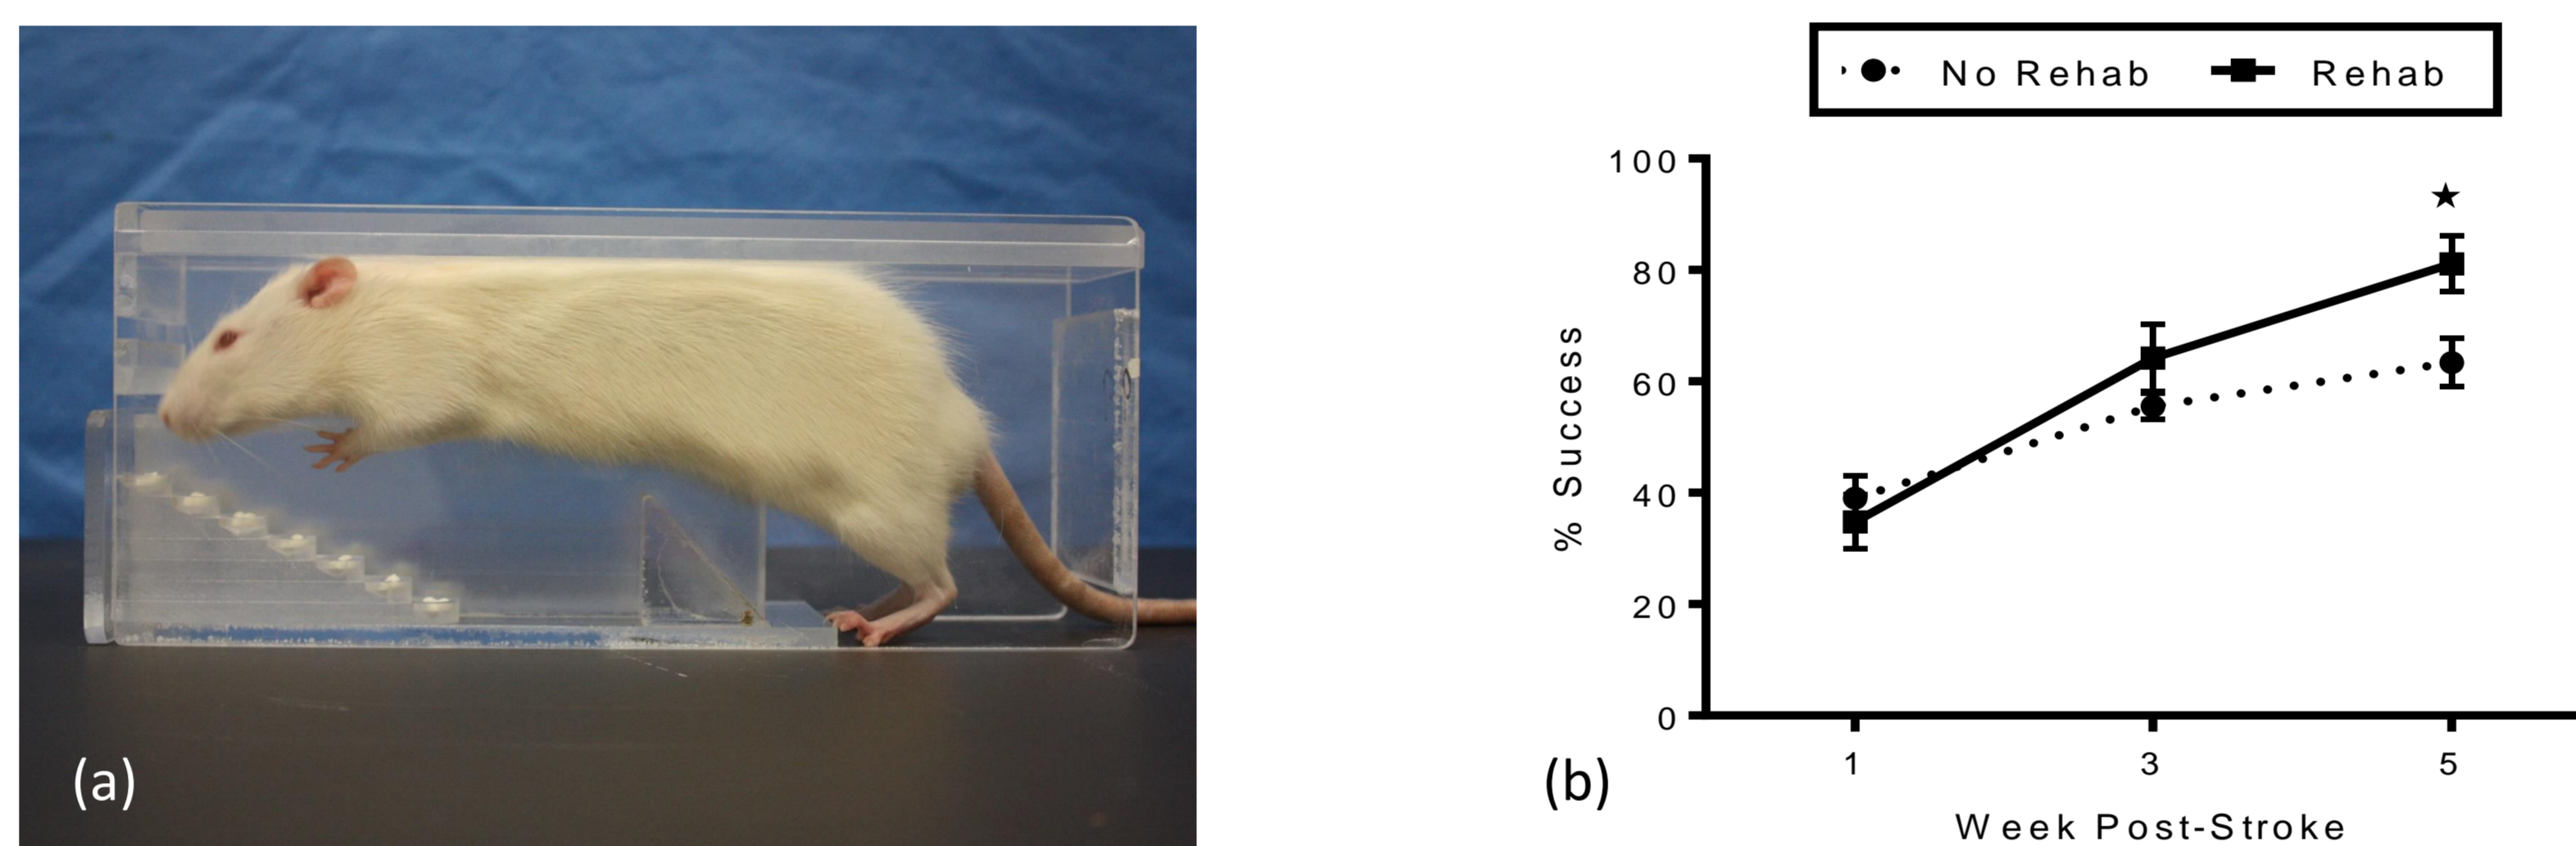 (a)
No Rehab Rehab
100
80
60
40
20
0
% Success
★
1 3 5
Week Post-Stroke
(b)